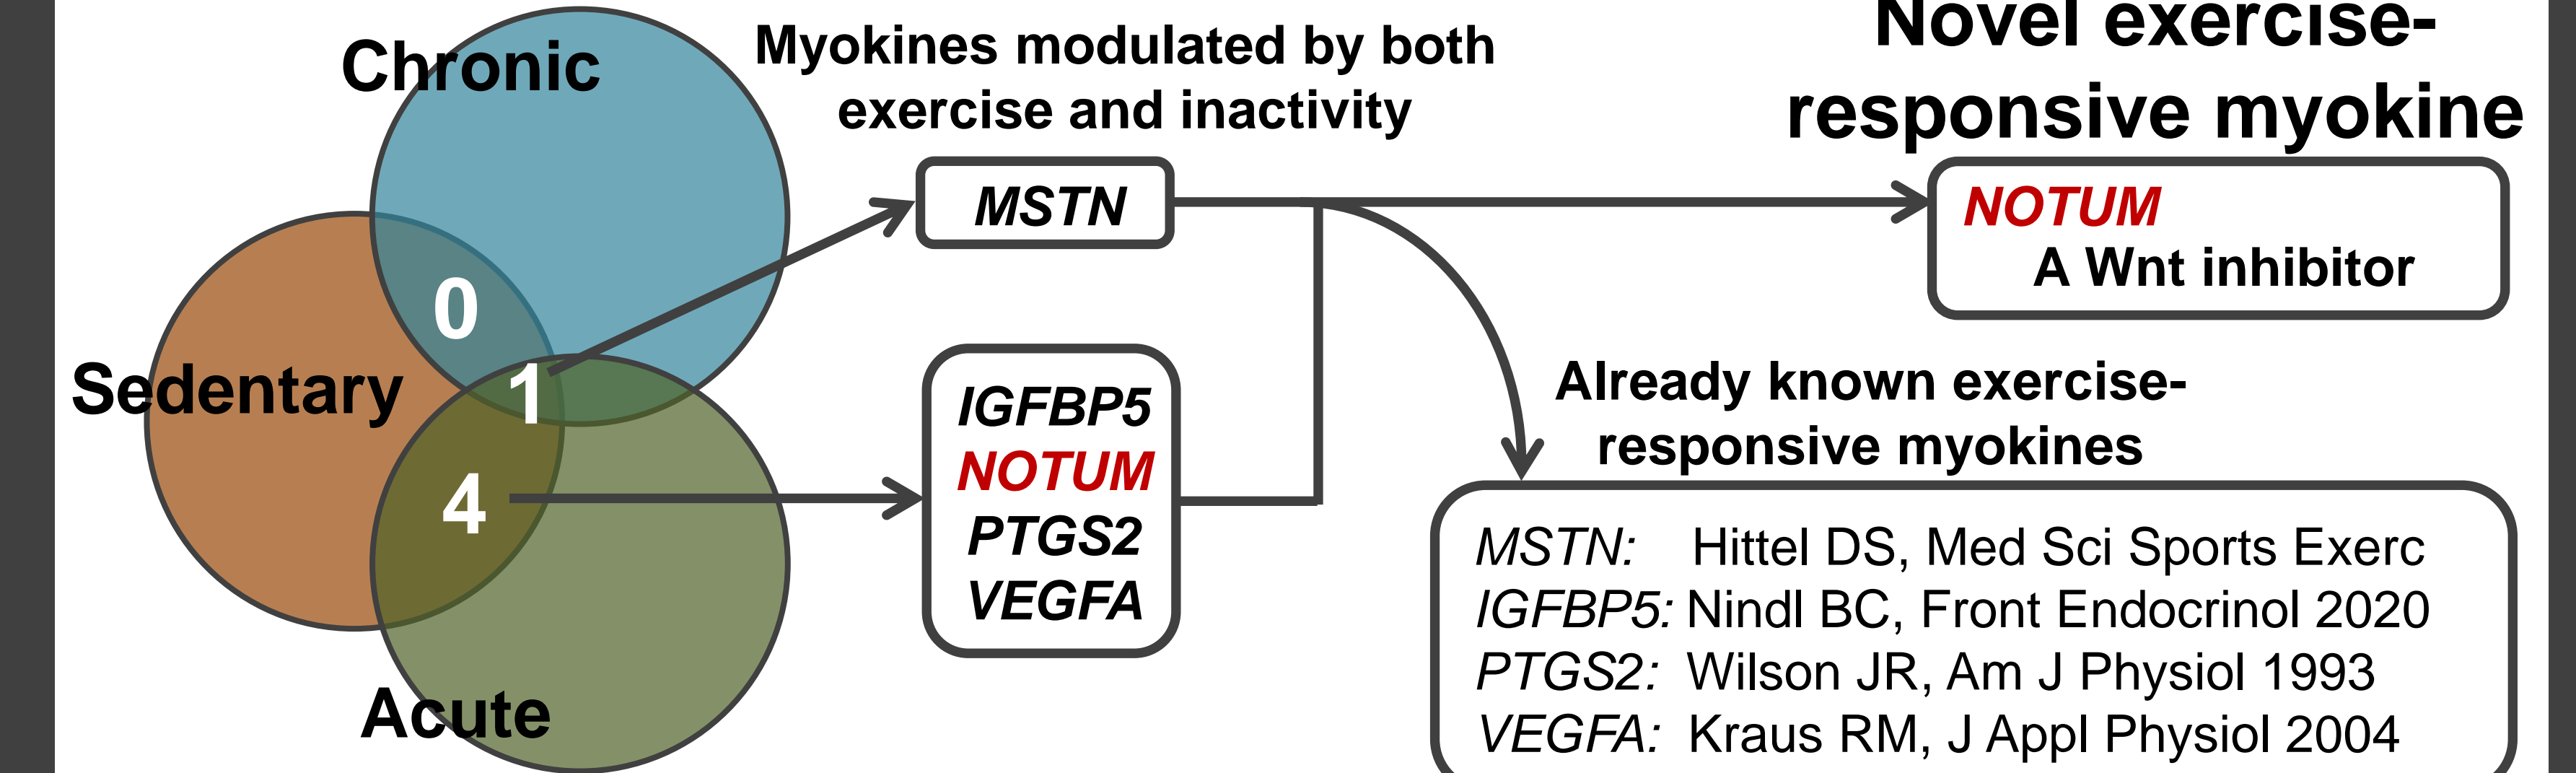 Chronic
Sedentary
Acute
0
1
4
Myokines modulated by both
exercise and inactivity
MSTN
IGFBP5
NOTUM
PTGS2
VEGFA
Novel exercise-
responsive myokine
NOTUM
A Wnt inhibitor
Already known exercise-
responsive myokines
MSTN: Hittel DS, Med Sci Sports Exerc
IGFBP5: Nindl BC, Front Endocrinol 2020
PTGS2: Wilson JR, Am J Physiol 1993
VEGFA: Kraus RM, J Appl Physiol 2004